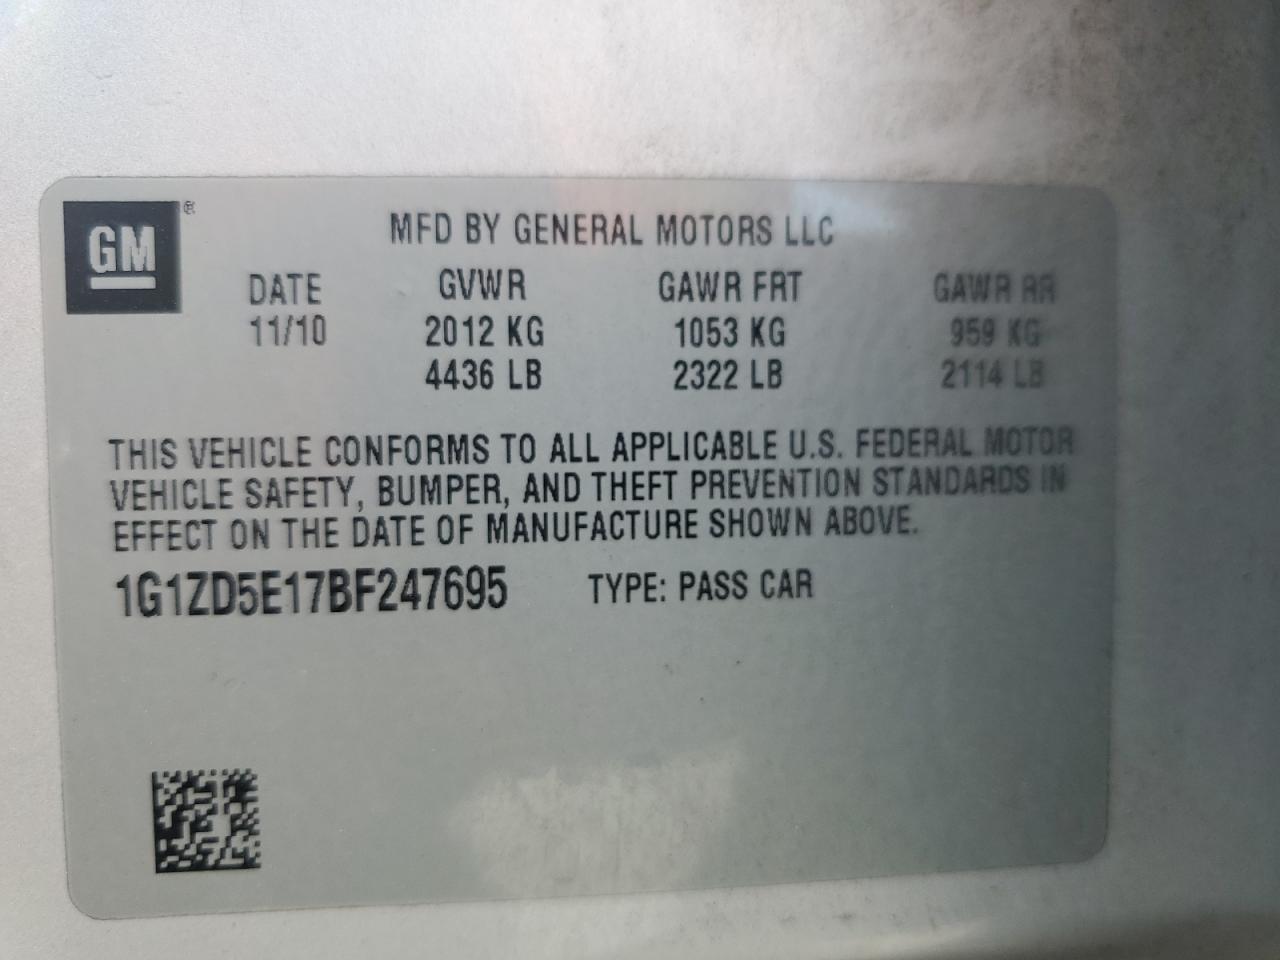 GM ®
MFD BY GENERAL MOTORS LLC
DATE GVWR GAWR FRT GAWR RR
11/10 2012 KG 1053 KG 959 KG
4436 LB 2322 LB 2114 LB
THIS VEHICLE CONFORMS TO ALL APPLICABLE U.S. FEDERAL MOTOR
VEHICLE SAFETY, BUMPER, AND THEFT PREVENTION STANDARDS IN
EFFECT ON THE DATE OF MANUFACTURE SHOWN ABOVE.
1G1ZD5E17BF247695 TYPE: PASS CAR